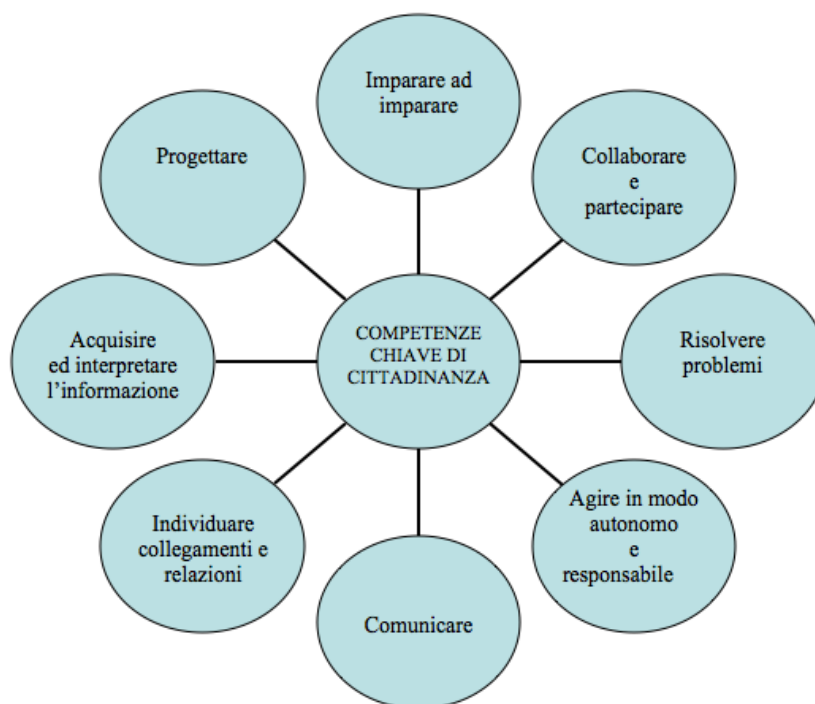 Imparare ad
imparare
Progettare
Collaborare
e
partecipare
Acquisire
ed interpretare
l’informazione
COMPETENZE
CHIAVE DI
CITTADINANZA
Risolvere
problemi
Individuare
collegamenti e
relazioni
Agire in modo
autonomo
e
responsabile
Comunicare